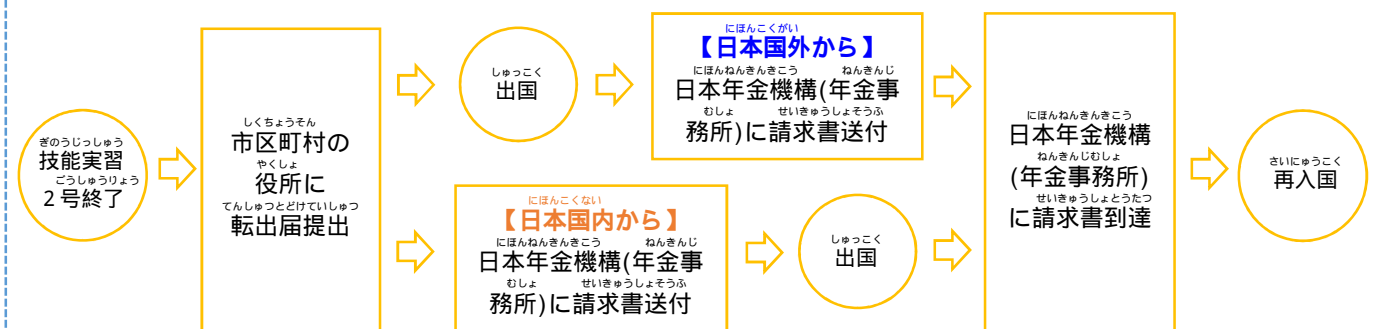 ぎのうじっしゅう
技能実習
ごうしゅうりょう
２号終了
しくちょうそん
市区町村の
やくしょ
役所に
てんしゅつとどけていしゅつ
転出届提出
しゅっこく
出国
にほんこくがい
【日本国外から】
にほんねんきんきこう ねんきんじ
日本年金機構(年金事
むしょ せいきゅうしょそうふ
務所)に請求書送付
にほんこくない
【日本国内から】
にほんねんきんきこう ねんきんじ
日本年金機構(年金事
むしょ せいきゅうしょそうふ
務所)に請求書送付
しゅっこく
出国
にほんねんきんきこう
日本年金機構
ねんきんじむしょ
(年金事務所)
せいきゅうしょとうたつ
に請求書到達
さいにゅうこく
再入国